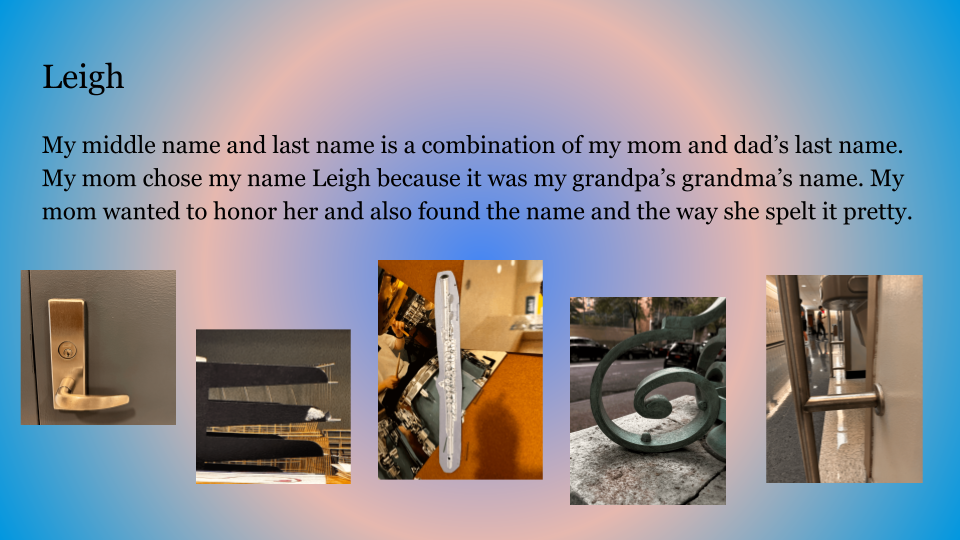 Leigh
My middle name and last name is a combination of my mom and dad’s last name.
My mom chose my name Leigh because it was my grandpa’s grandma’s name. My
mom wanted to honor her and also found the name and the way she spelt it pretty.